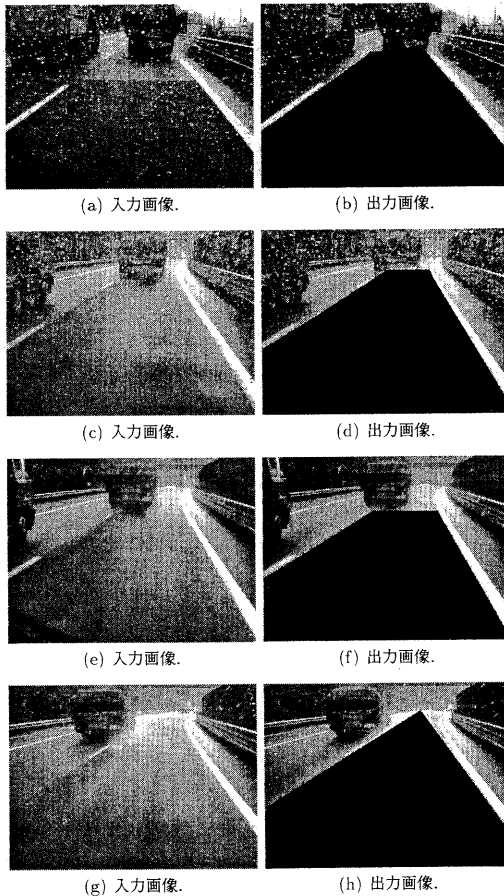 (a) 入力画像.
(b) 出力画像.
(c) 入力画像.
(d) 出力画像.
(e) 入力画像.
(f) 出力画像.
(g) 入力画像.
(h) 出力画像.